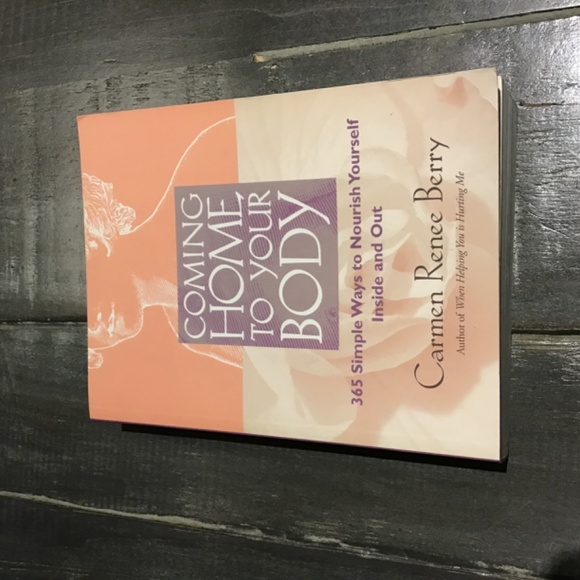 COMING
HOME
TO YOUR
BODY
365 Simple Ways to Nourish Yourself
Inside and Out
Carmen Renee Berry
Author of When Helping You is Hurting Me